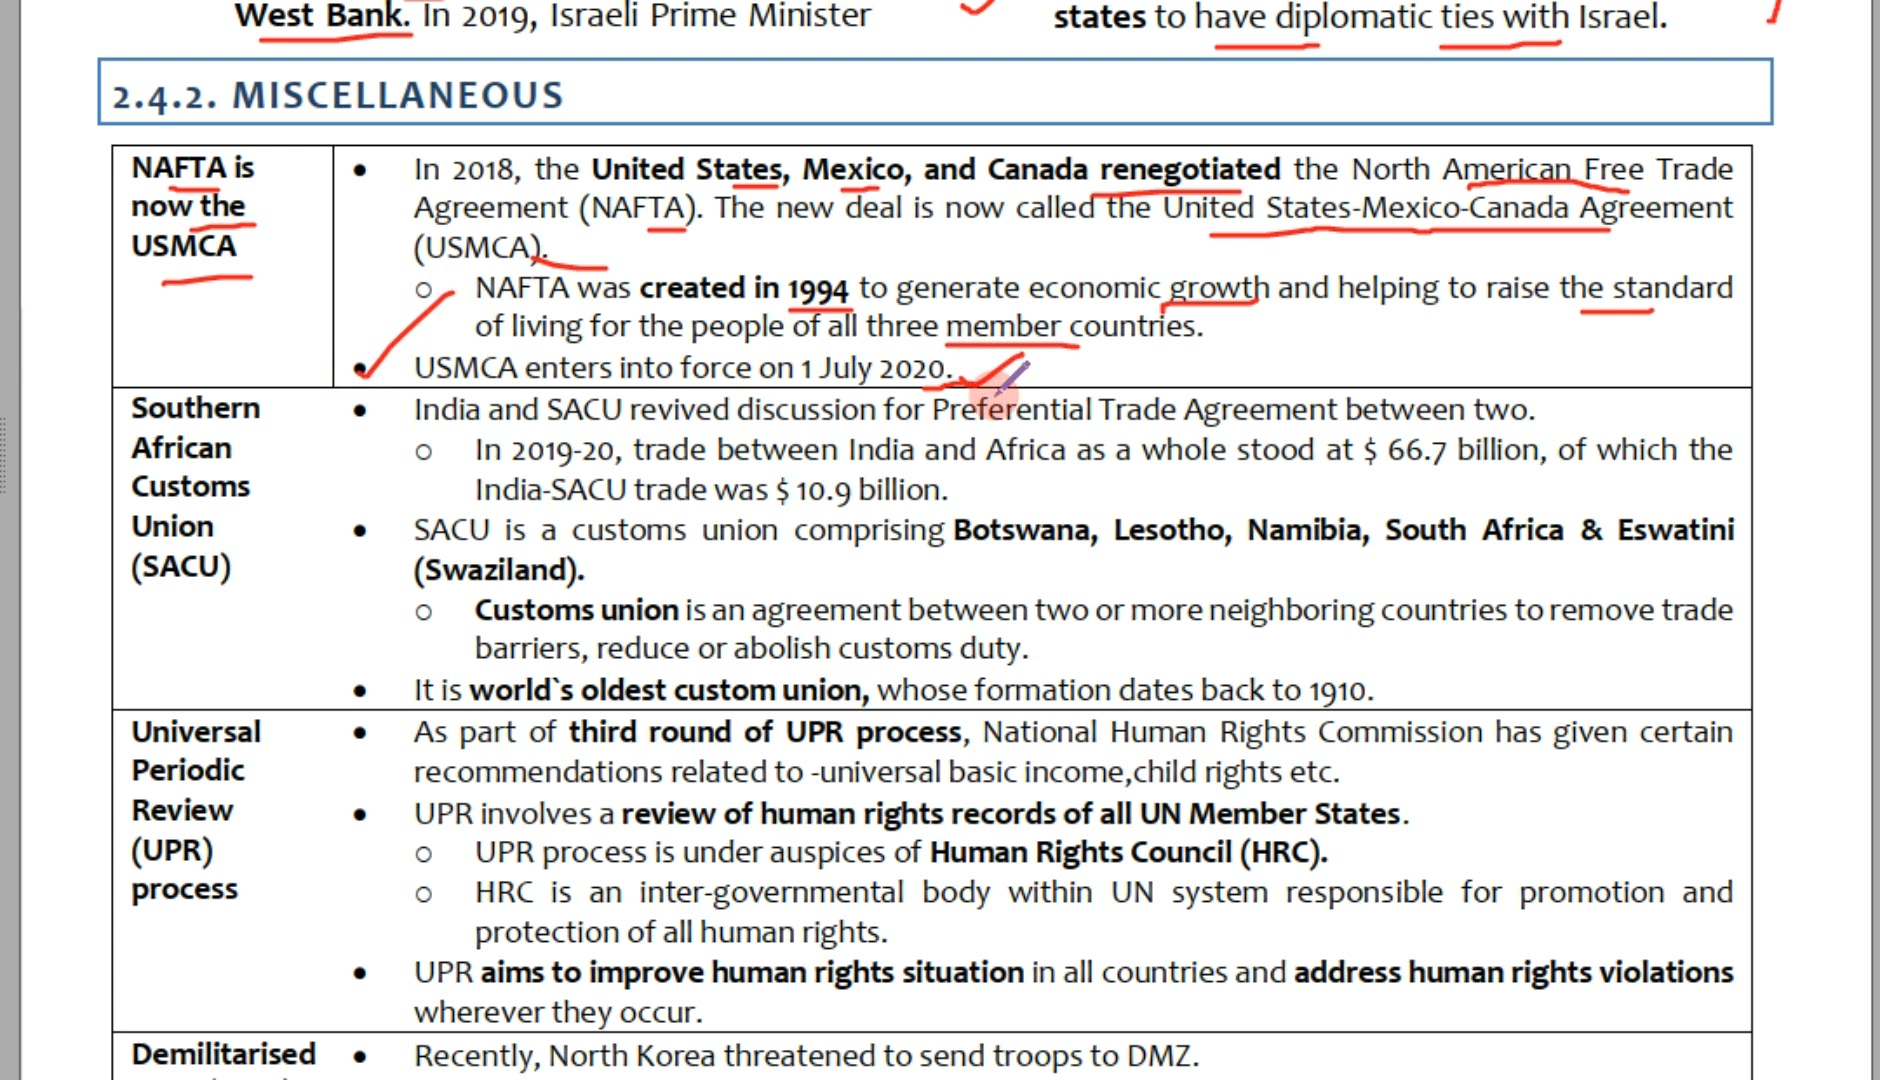 West Bank. In 2019, Israeli Prime Minister
states to have diplomatic ties with Israel.
2.4.2. MISCELLANEOUS
NAFTA is
now the
USMCA
• In 2018, the United States, Mexico, and Canada renegotiated the North American Free Trade
Agreement (NAFTA). The new deal is now called the United States-Mexico-Canada Agreement
(USMCA).
o NAFTA was created in 1994 to generate economic growth and helping to raise the standard
of living for the people of all three member countries.
• USMCA enters into force on 1 July 2020.
Southern
African
Customs
Union
(SACU)
• India and SACU revived discussion for Preferential Trade Agreement between two.
o In 2019-20, trade between India and Africa as a whole stood at $ 66.7 billion, of which the
India-SACU trade was $ 10.9 billion.
• SACU is a customs union comprising Botswana, Lesotho, Namibia, South Africa & Eswatini
(Swaziland).
o Customs union is an agreement between two or more neighboring countries to remove trade
barriers, reduce or abolish customs duty.
• It is world`s oldest custom union, whose formation dates back to 1910.
Universal
Periodic
Review
(UPR)
process
• As part of third round of UPR process, National Human Rights Commission has given certain
recommendations related to -universal basic income,child rights etc.
• UPR involves a review of human rights records of all UN Member States.
o UPR process is under auspices of Human Rights Council (HRC).
o HRC is an inter-governmental body within UN system responsible for promotion and
protection of all human rights.
• UPR aims to improve human rights situation in all countries and address human rights violations
wherever they occur.
Demilitarised
• Recently, North Korea threatened to send troops to DMZ.